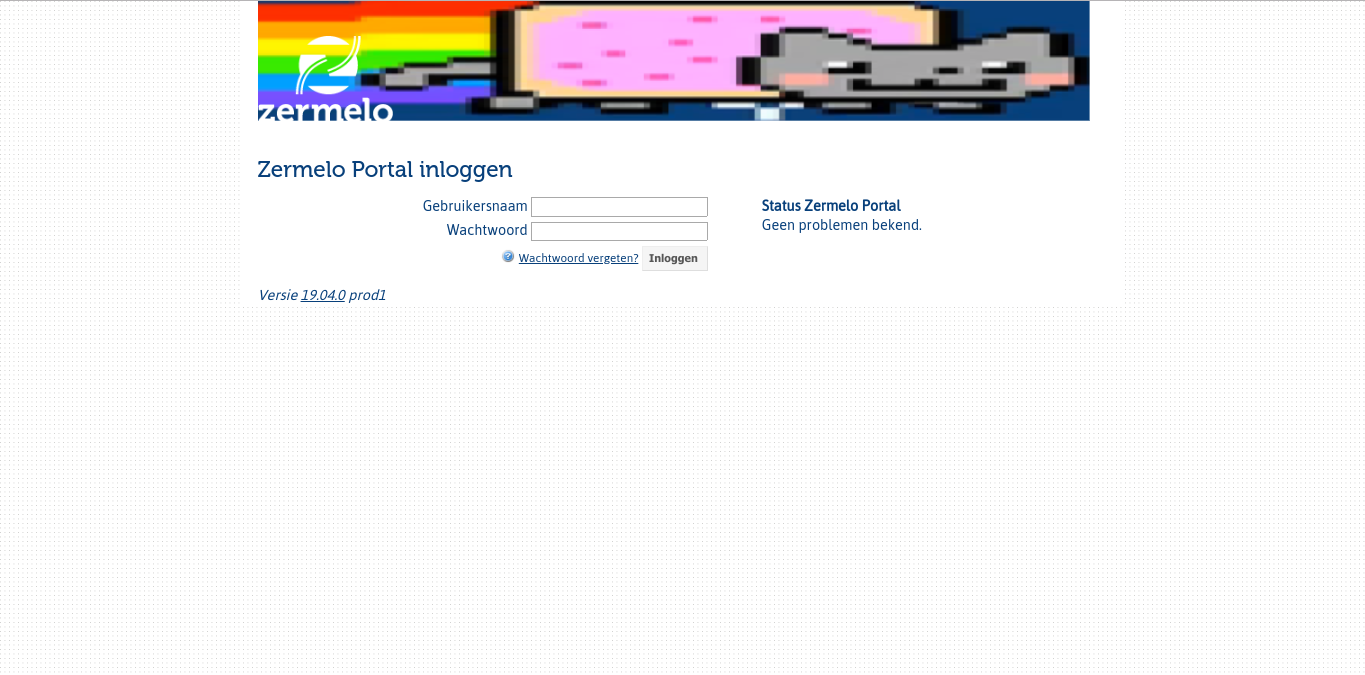 zermelo
Zermelo Portal inloggen
Gebruikersnaam
Wachtwoord
Wachtwoord vergeten? Inloggen
Status Zermelo Portal
Geen problemen bekend.
Versie 19.04.0 prod1